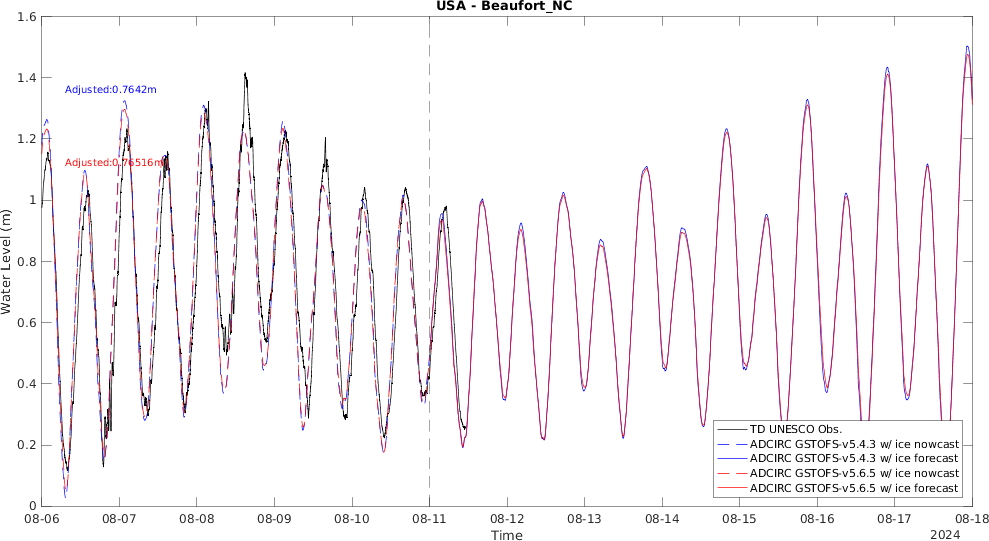 USA - Beaufort_NC
1.6
1.4
1.2
1
0.8
0.6
0.4
0.2
0
Water Level (m)
Adjusted:0.7642m
Adjusted:0.76516m
TD UNESCO Obs.
ADCIRC GSTOFS-v5.4.3 w/ ice nowcast
ADCIRC GSTOFS-v5.4.3 w/ ice forecast
ADCIRC GSTOFS-v5.6.5 w/ ice nowcast
ADCIRC GSTOFS-v5.6.5 w/ ice forecast
08-06 08-07 08-08 08-09 08-10 08-11 08-12 08-13 08-14 08-15 08-16 08-17 08-18
Time
2024